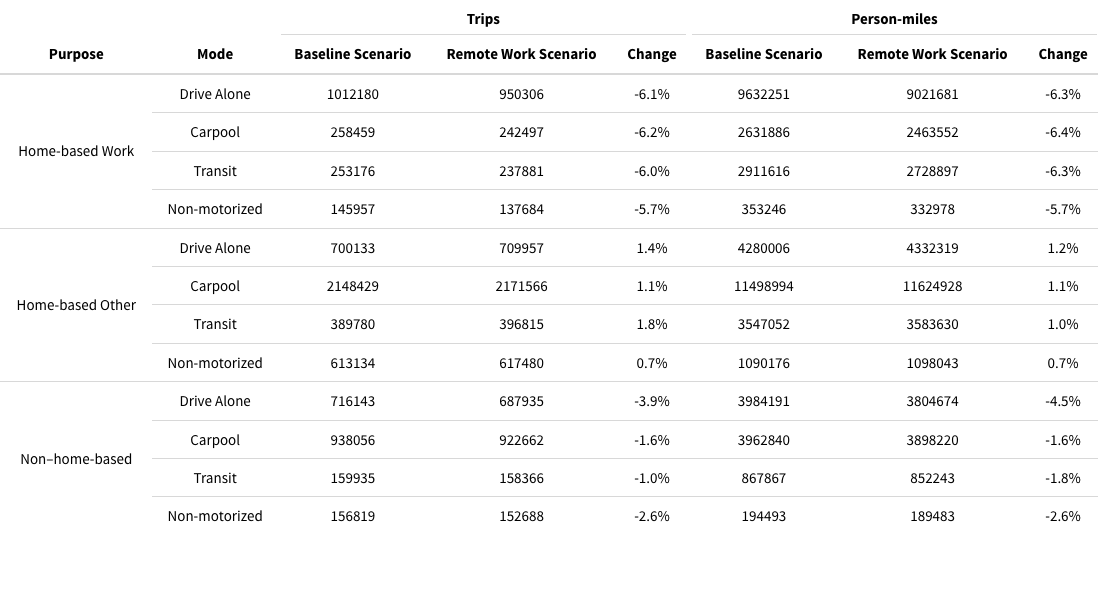 Trips Person-miles
Purpose Mode Baseline Scenario Remote Work Scenario Change Baseline Scenario Remote Work Scenario Change
Home-based Work
Drive Alone 1012180 950306 -6.1% 9632251 9021681 -6.3%
Carpool 258459 242497 -6.2% 2631886 2463552 -6.4%
Transit 253176 237881 -6.0% 2911616 2728897 -6.3%
Non-motorized 145957 137684 -5.7% 353246 332978 -5.7%
Home-based Other
Drive Alone 700133 709957 1.4% 4280006 4332319 1.2%
Carpool 2148429 2171566 1.1% 11498994 11624928 1.1%
Transit 389780 396815 1.8% 3547052 3583630 1.0%
Non-motorized 613134 617480 0.7% 1090176 1098043 0.7%
Non–home-based
Drive Alone 716143 687935 -3.9% 3984191 3804674 -4.5%
Carpool 938056 922662 -1.6% 3962840 3898220 -1.6%
Transit 159935 158366 -1.0% 867867 852243 -1.8%
Non-motorized 156819 152688 -2.6% 194493 189483 -2.6%